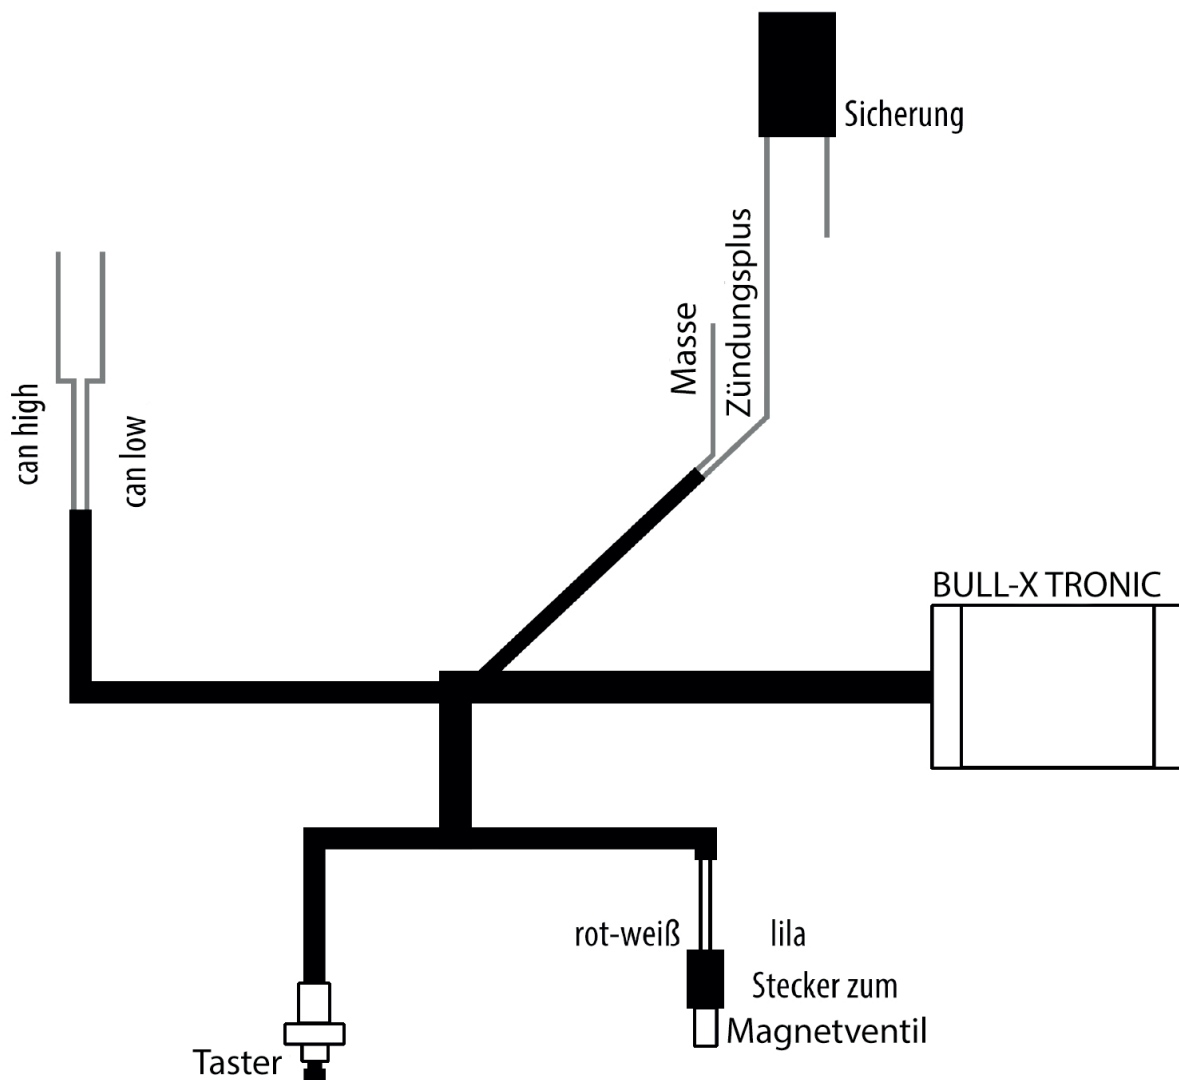 Sicherung
Zündungsplus
Masse
can high
can low
BULL-X TRONIC
rot-weiß
lila
Stecker zum
Magnetventil
Taster